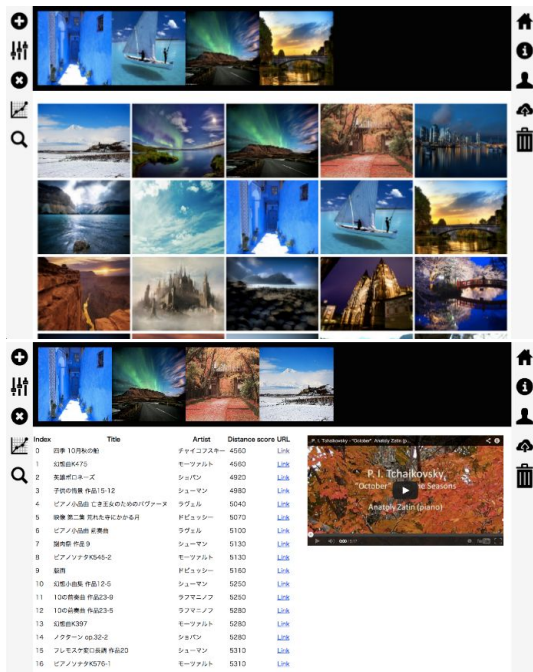 Index Title Artist Distance score URL
0 四季 10月秋の船 チャイコフスキー 4560 Link
1 幻想曲K475 モーツァルト 4560 Link
2 英雄ポロネーズ ショパン 4920 Link
3 子供の情景 作品15-12 シューマン 4980 Link
4 ピアノ小品曲 亡き王女のためのパヴァーヌ ラヴェル 5040 Link
5 映像 第二集 荒れた寺にかかる月 ドビュッシー 5070 Link
6 ピアノ小品曲 前奏曲 ラヴェル 5100 Link
7 謝肉祭 作品9 シューマン 5130 Link
8 ピアノソナタK545-2 モーツァルト 5130 Link
9 ドビュッシー 5160 Link
10 幻想小曲集 作品12-5 シューマン 5250 Link
11 10の前奏曲 作品23-8 ラフマニノフ 5250 Link
12 10の前奏曲 作品23-5 ラフマニノフ 5280 Link
13 幻想曲K397 モーツァルト 5280 Link
14 ノクターン op.32-2 ショパン 5280 Link
15 フレモスケ変ロ長調 作品20 シューマン 5310 Link
16 ピアノソナタK576-1 モーツァルト 5310 Link
P. I. Tchaikovsky - "October". Anatoly Zatin (p...
P. I. Tchaikovsky,
"October" the Seasons
Anatoly Zatin (piano)